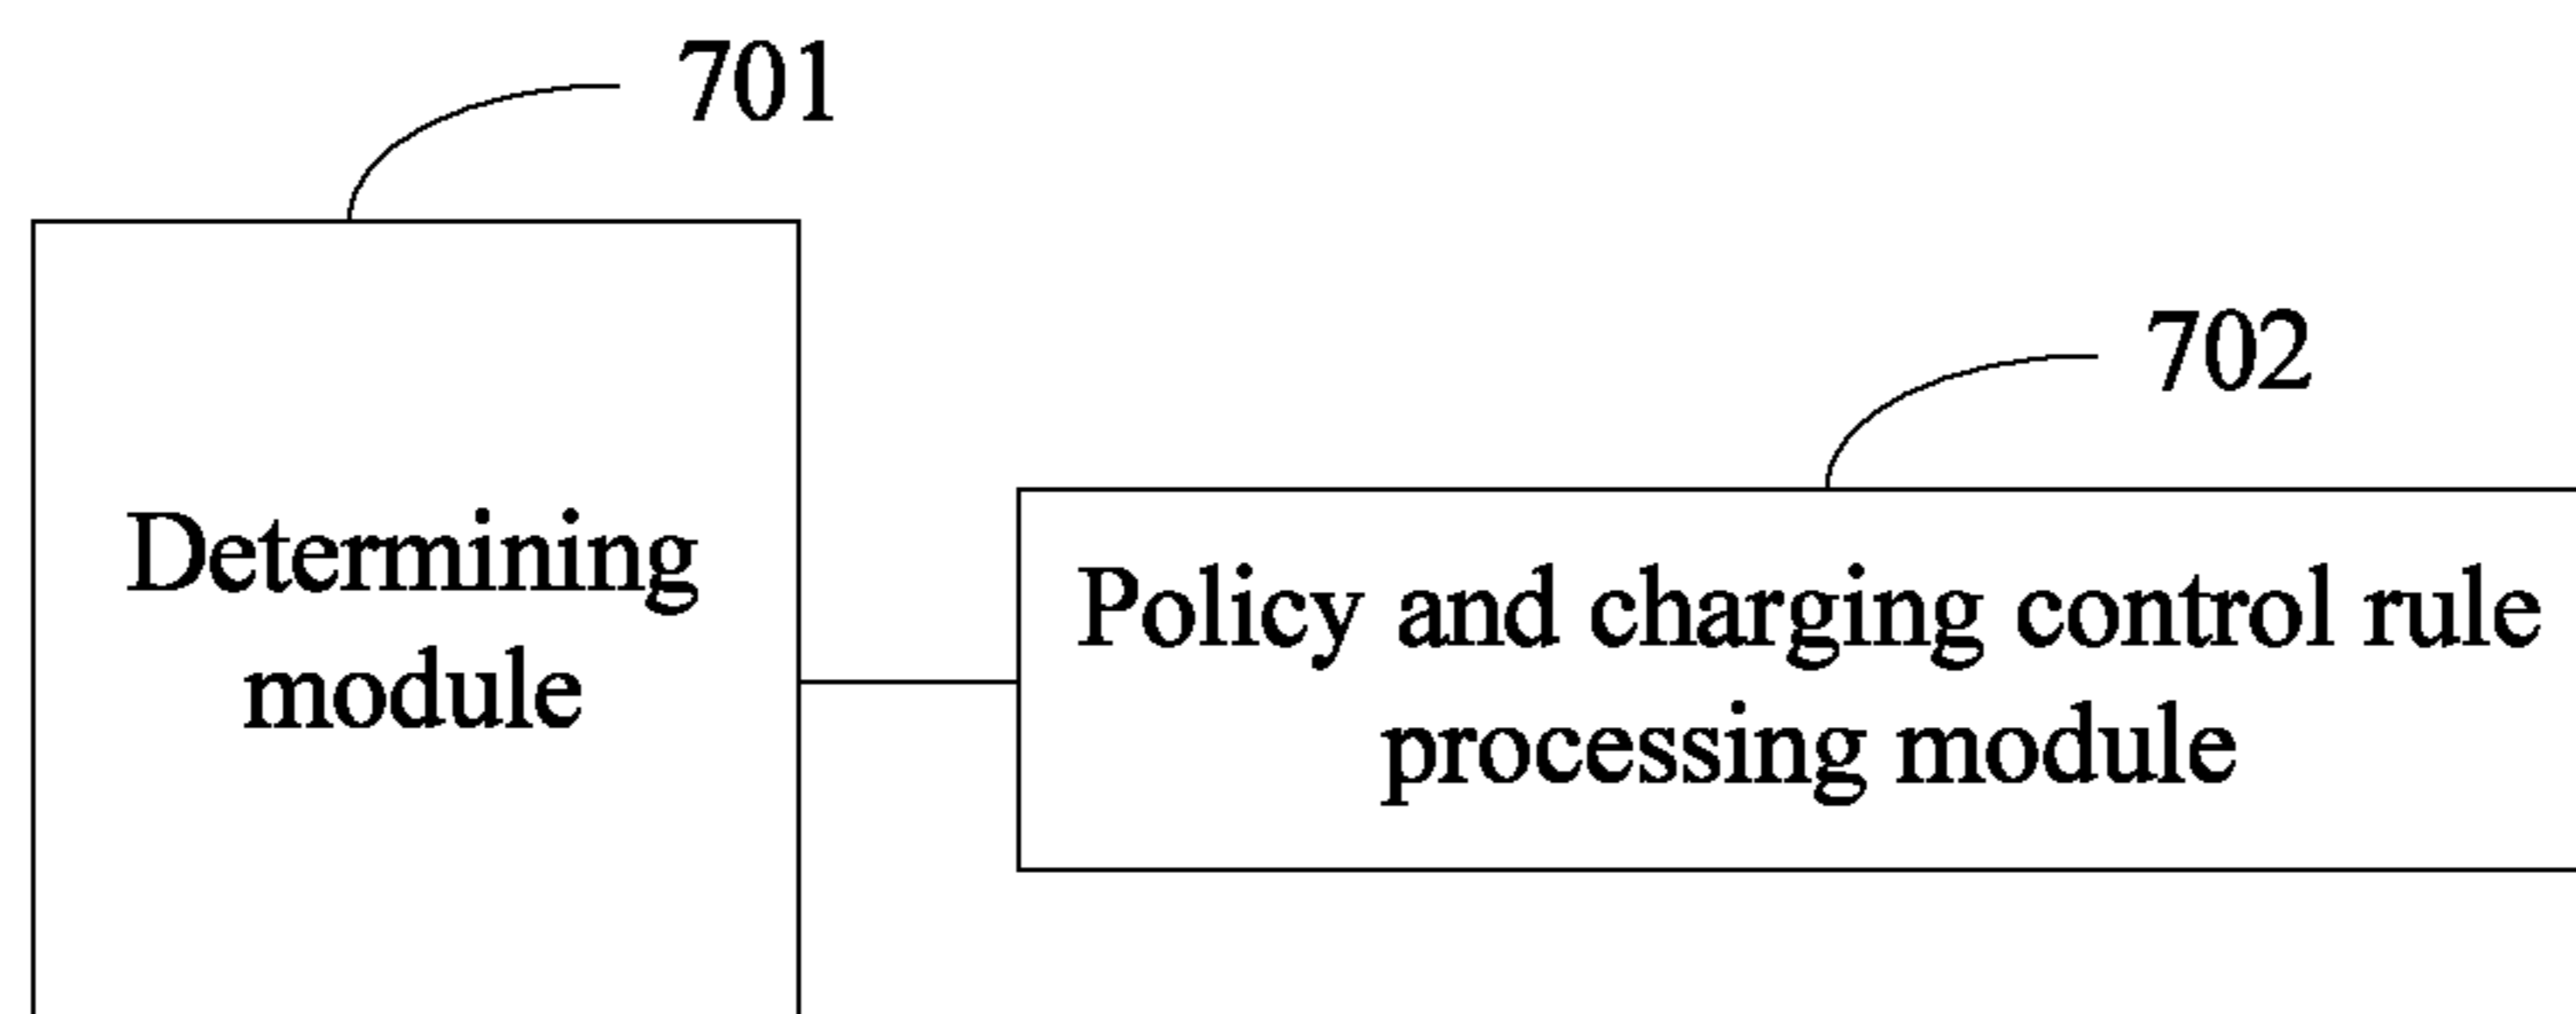 701
702
Determining
module
Policy and charging control rule
processing module